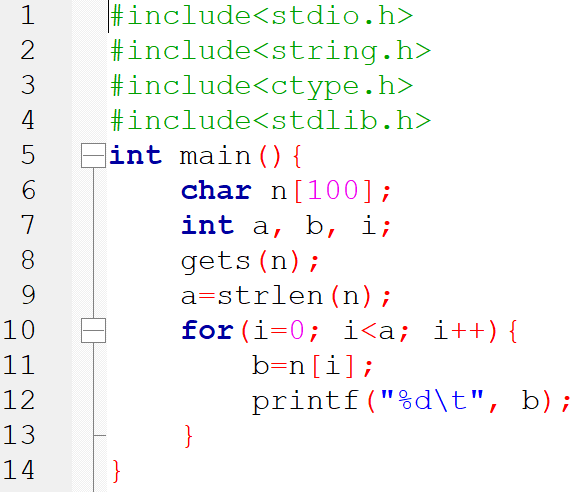 1 #include<stdio.h>
2 #include<string.h>
3 #include<ctype.h>
4 #include<stdlib.h>
5 int main(){
6 char n[100];
7 int a, b, i;
8 gets(n);
9 a=strlen(n);
10 for(i=0; i<a; i++){
11 b=n[i];
12 printf("%d\t", b);
13 }
14 }